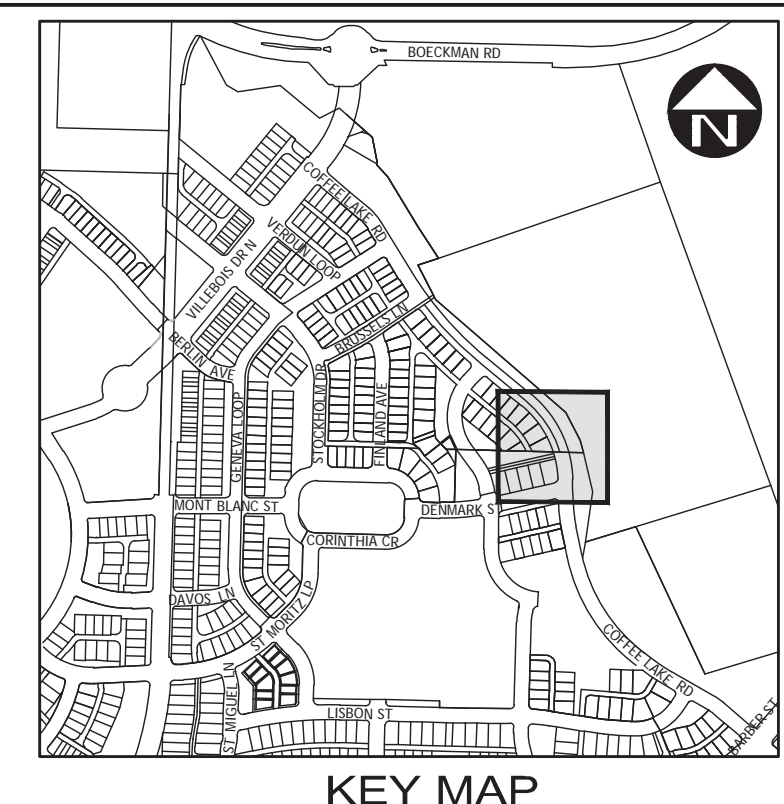 BOECKMAN RD
N
COFFEE LAKE RD
VERDUN LOOP
VILLEBOIS DR N
BRUSSELS LN
BERLIN AVE
STOCKHOLM DR
FINLAND AVE
GENEVA LOOP
MONT BLANC ST
DENMARK ST
CORINTHIA CR
DAVOS LN
ST MORITZ LP
COFFEE LAKE RD
ST MIGUEL LN
LISBON ST
BARBER ST
KEY MAP